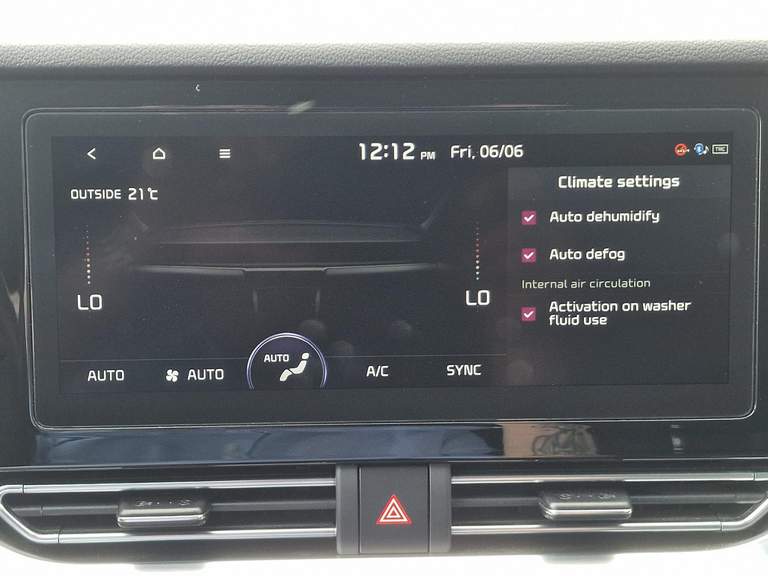 12:12 PM Fri, 06/06
OUTSIDE 21℃
LO
LO
AUTO
AUTO
AUTO
A/C
SYNC
Climate settings
Auto dehumidify
Auto defog
Internal air circulation
Activation on washer
fluid use